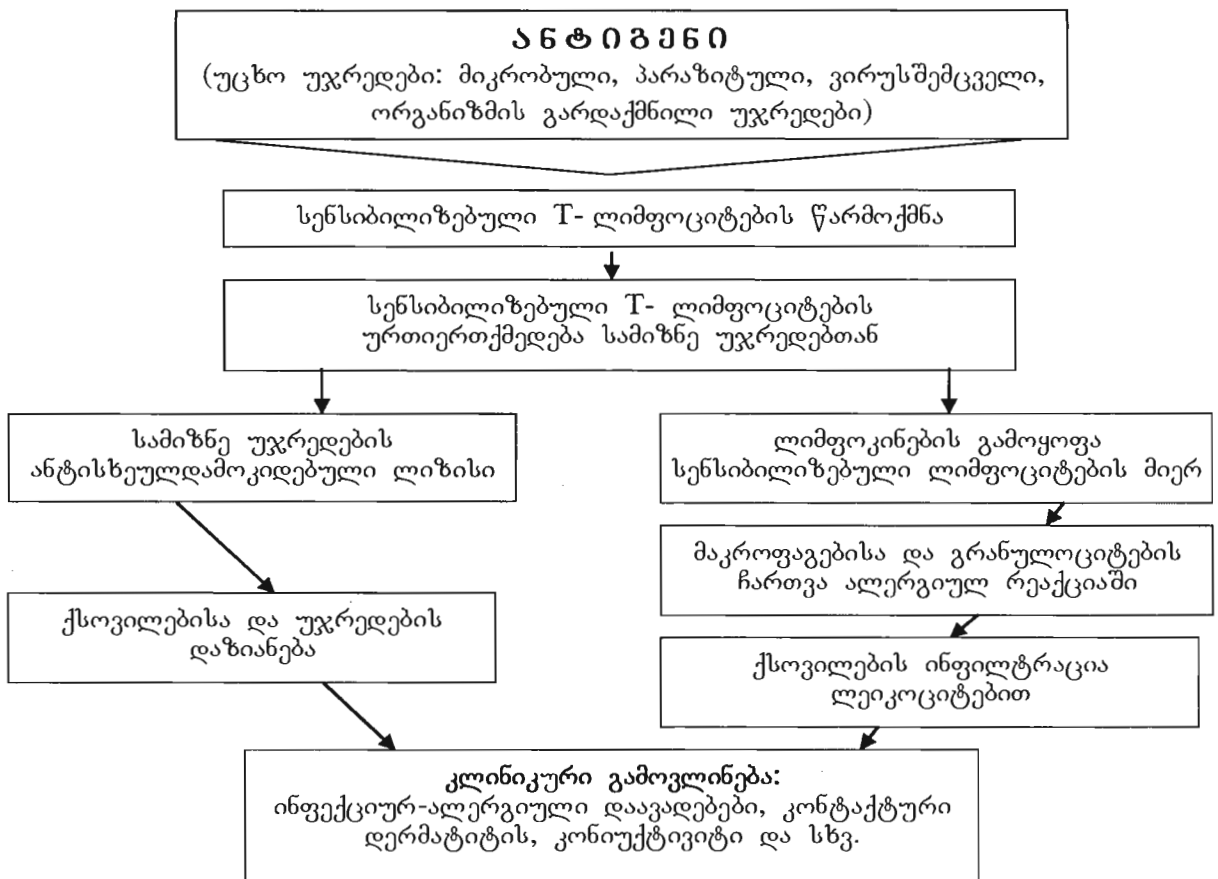 ანტიგენი
(უცხო უჯრედები: მიკრობული, პარაზიტული, ვირუსშემცველი,
ორგანიზმის გარდაქმნილი უჯრედები)
სენსიბილიზებული T- ლიმფოციტების წარმოქმნა
სენსიბილიზებული T- ლიმფოციტების
ურთიერთქმედება სამიზნე უჯრედებთან
სამიზნე უჯრედების
ანტისხეულდამოკიდებული ლიზისი
ქსოვილებისა და უჯრედების
დაზიანება
ლიმფოკინების გამოყოფა
სენსიბილიზებული ლიმფოციტების მიერ
მაკროფაგებისა და გრანულოციტების
ჩართვა ალერგიულ რეაქციაში
ქსოვილების ინფილტრაცია
ლეიკოციტებით
კლინიკური გამოვლინება:
ინფექციურ-ალერგიული დაავადებები, კონტაქტური
დერმატიტის, კონიუქტივიტი და სხვ.